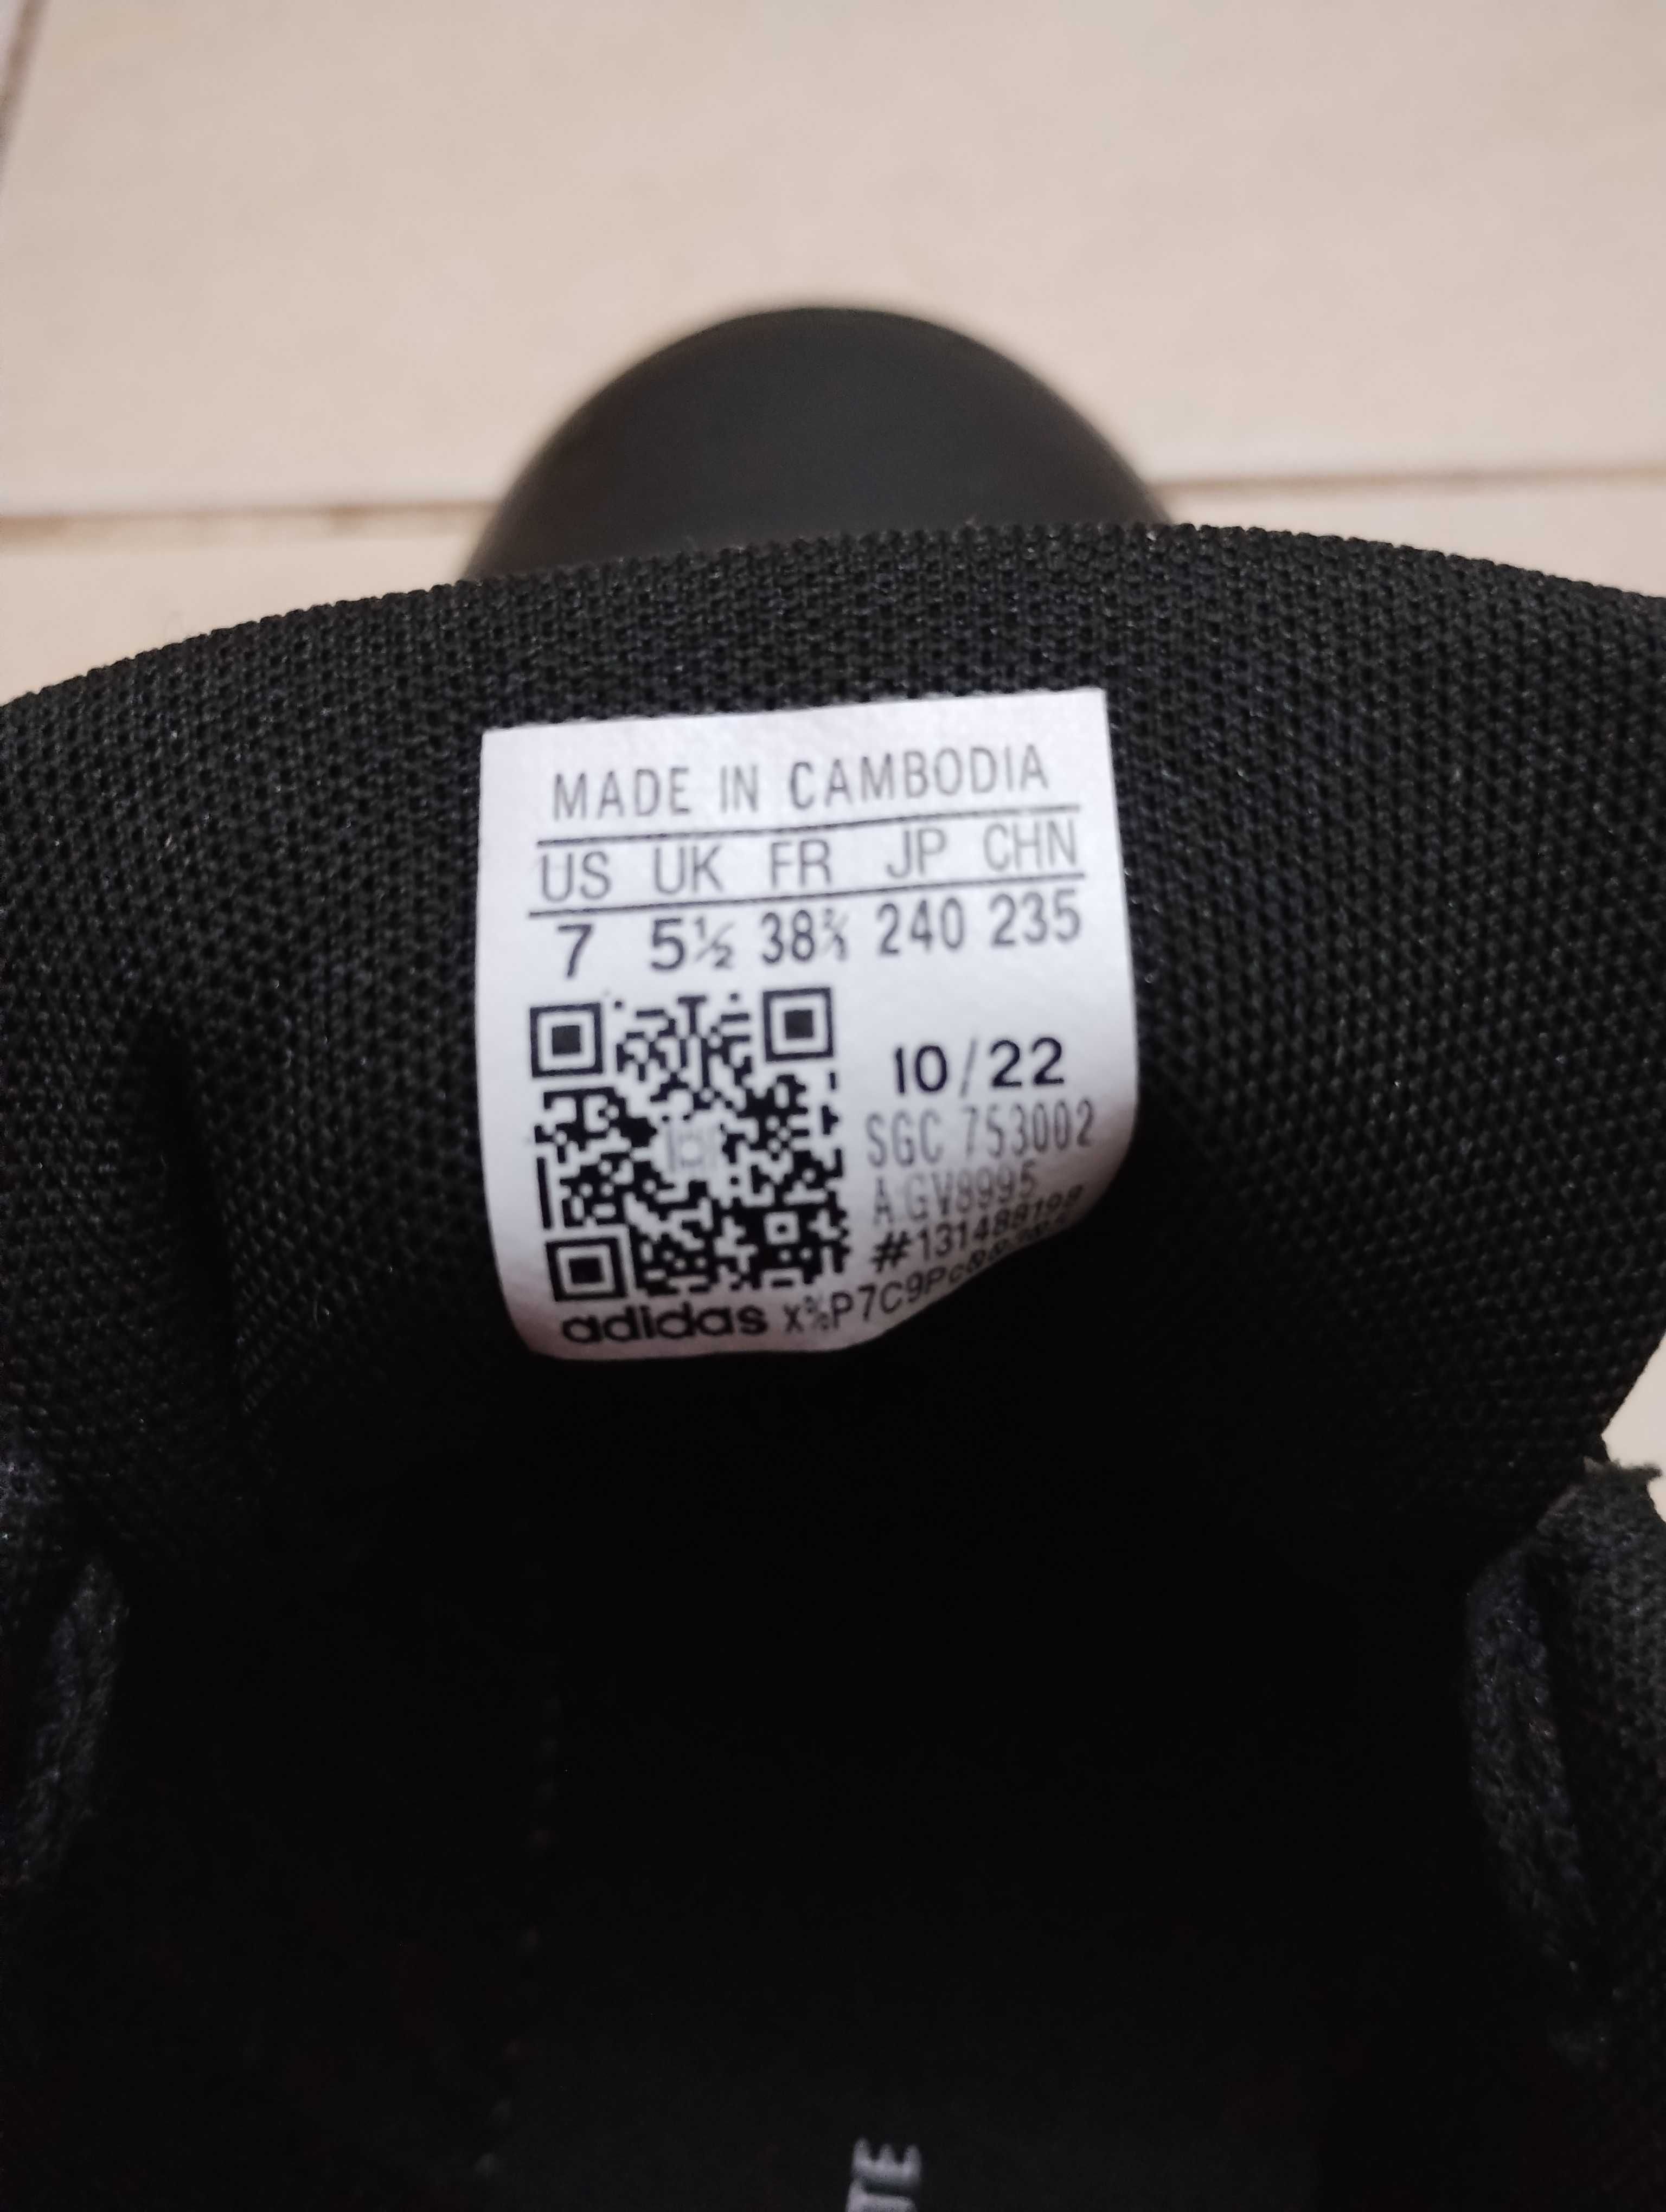 MADE IN CAMBODIA
US UK FR JP CHN
7 5½ 38⅔ 240 235
10/22
SGC 753002
A:GV8995
adidas
TE